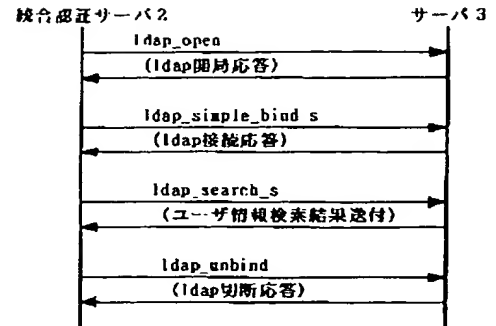 統合認証サーバ2 サーバ3
ldap_open
(ldap開局応答)
ldap_simple_bind_s
(ldap接続応答)
ldap_search_s
(ユーザ情報検索結果送付)
ldap_unbind
(ldap切断応答)